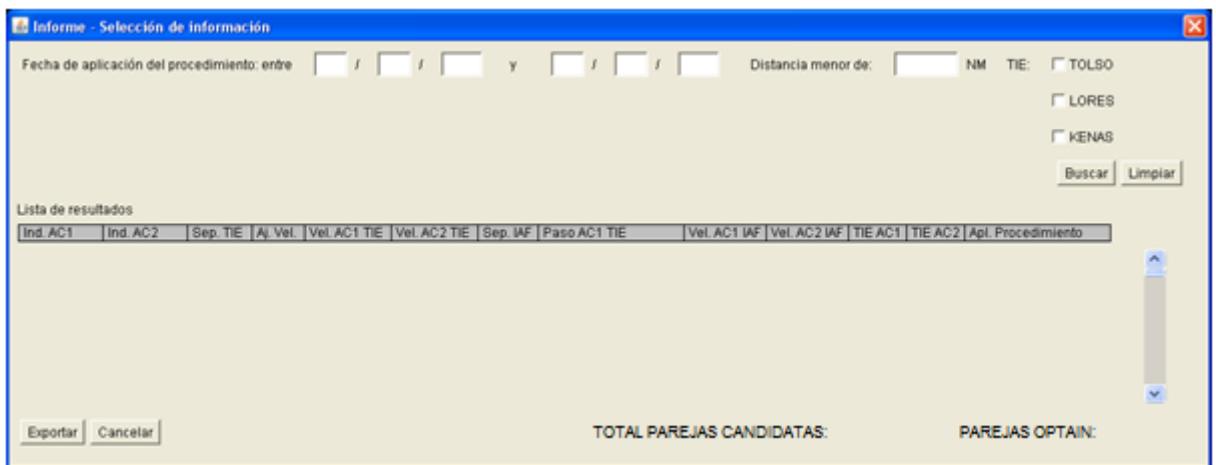 Informe - Selección de información
Fecha de aplicación del procedimiento: entre / / y / / Distancia menor de: NM TIE: TOLSO
LORES
KENAS
Buscar Limpiar
Lista de resultados
Ind. AC1 Ind. AC2 Sep. TIE Aj. Vel. Vel. AC1 TIE Vel. AC2 TIE Sep. IAF Paso AC1 TIE Vel. AC1 IAF Vel. AC2 IAF TIE AC1 TIE AC2 Apl. Procedimiento
Exportar Cancelar TOTAL PAREJAS CANDIDATAS: PAREJAS OPTAIN: